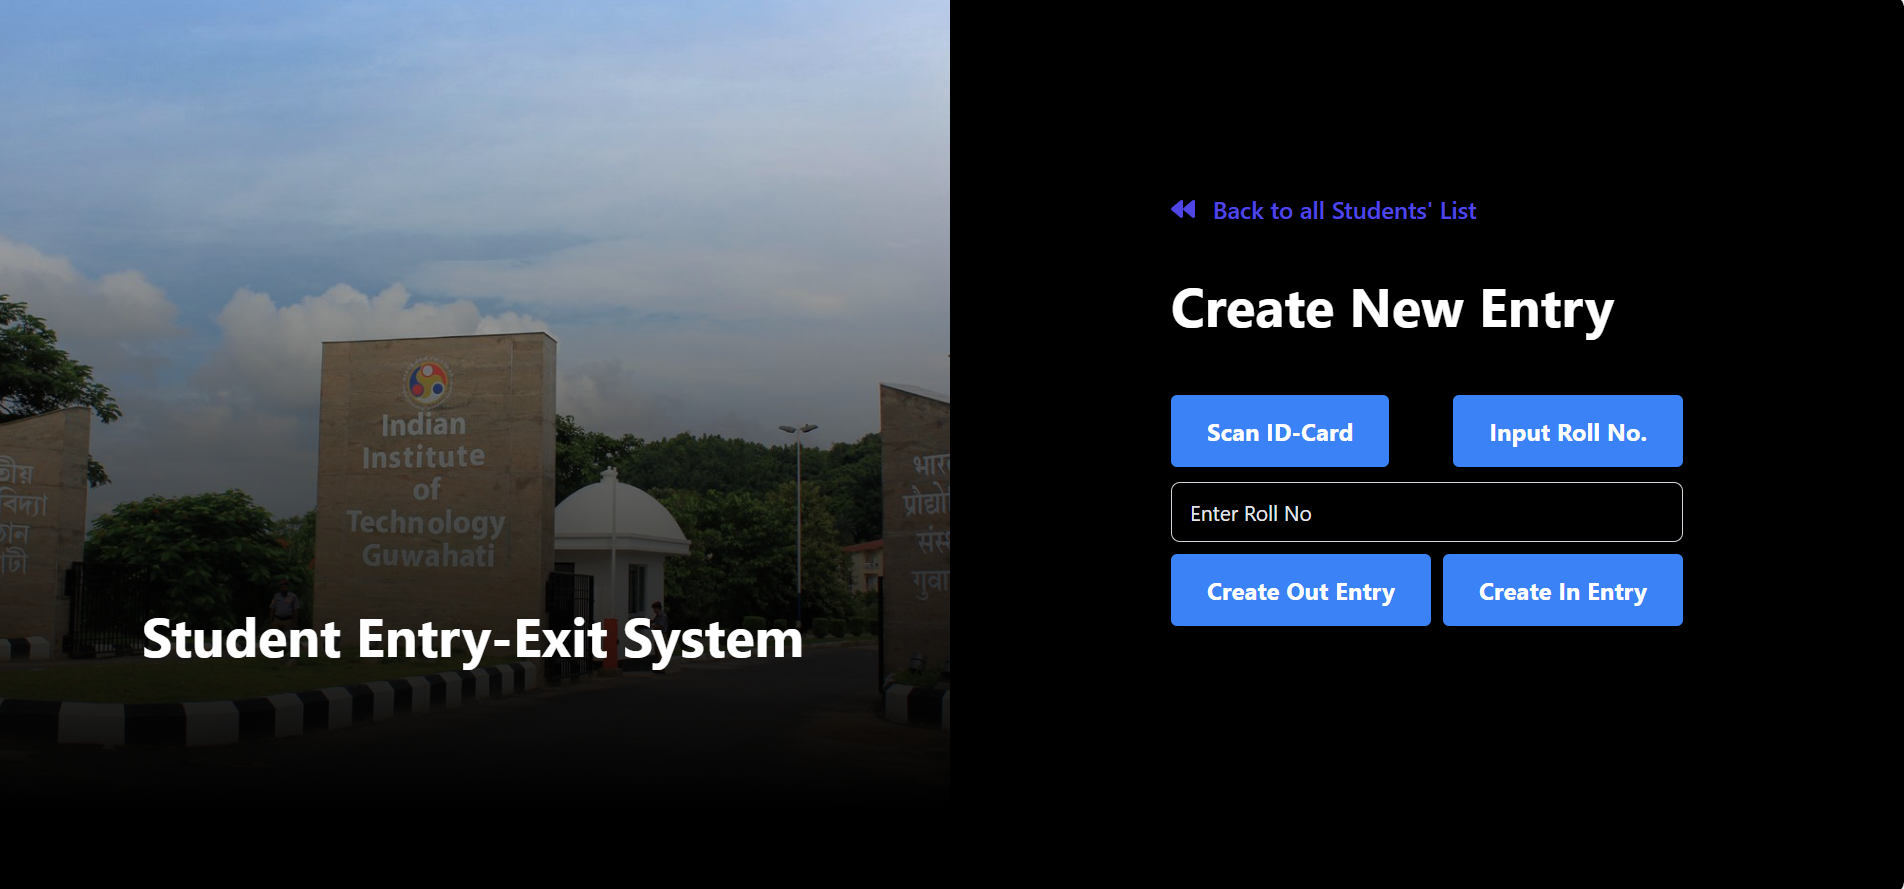 Indian
Institute
of
Technology
Guwahati
Student Entry-Exit System
Back to all Students' List
Create New Entry
Scan ID-Card
Input Roll No.
Enter Roll No
Create Out Entry
Create In Entry